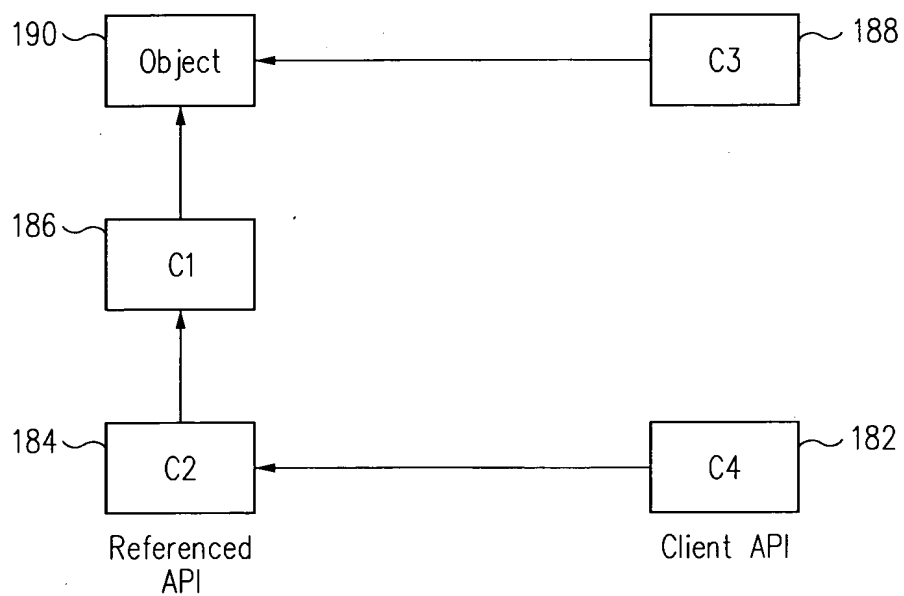 190
Object
C3
188
186
C1
184
C2
C4
182
Referenced
API
Client API